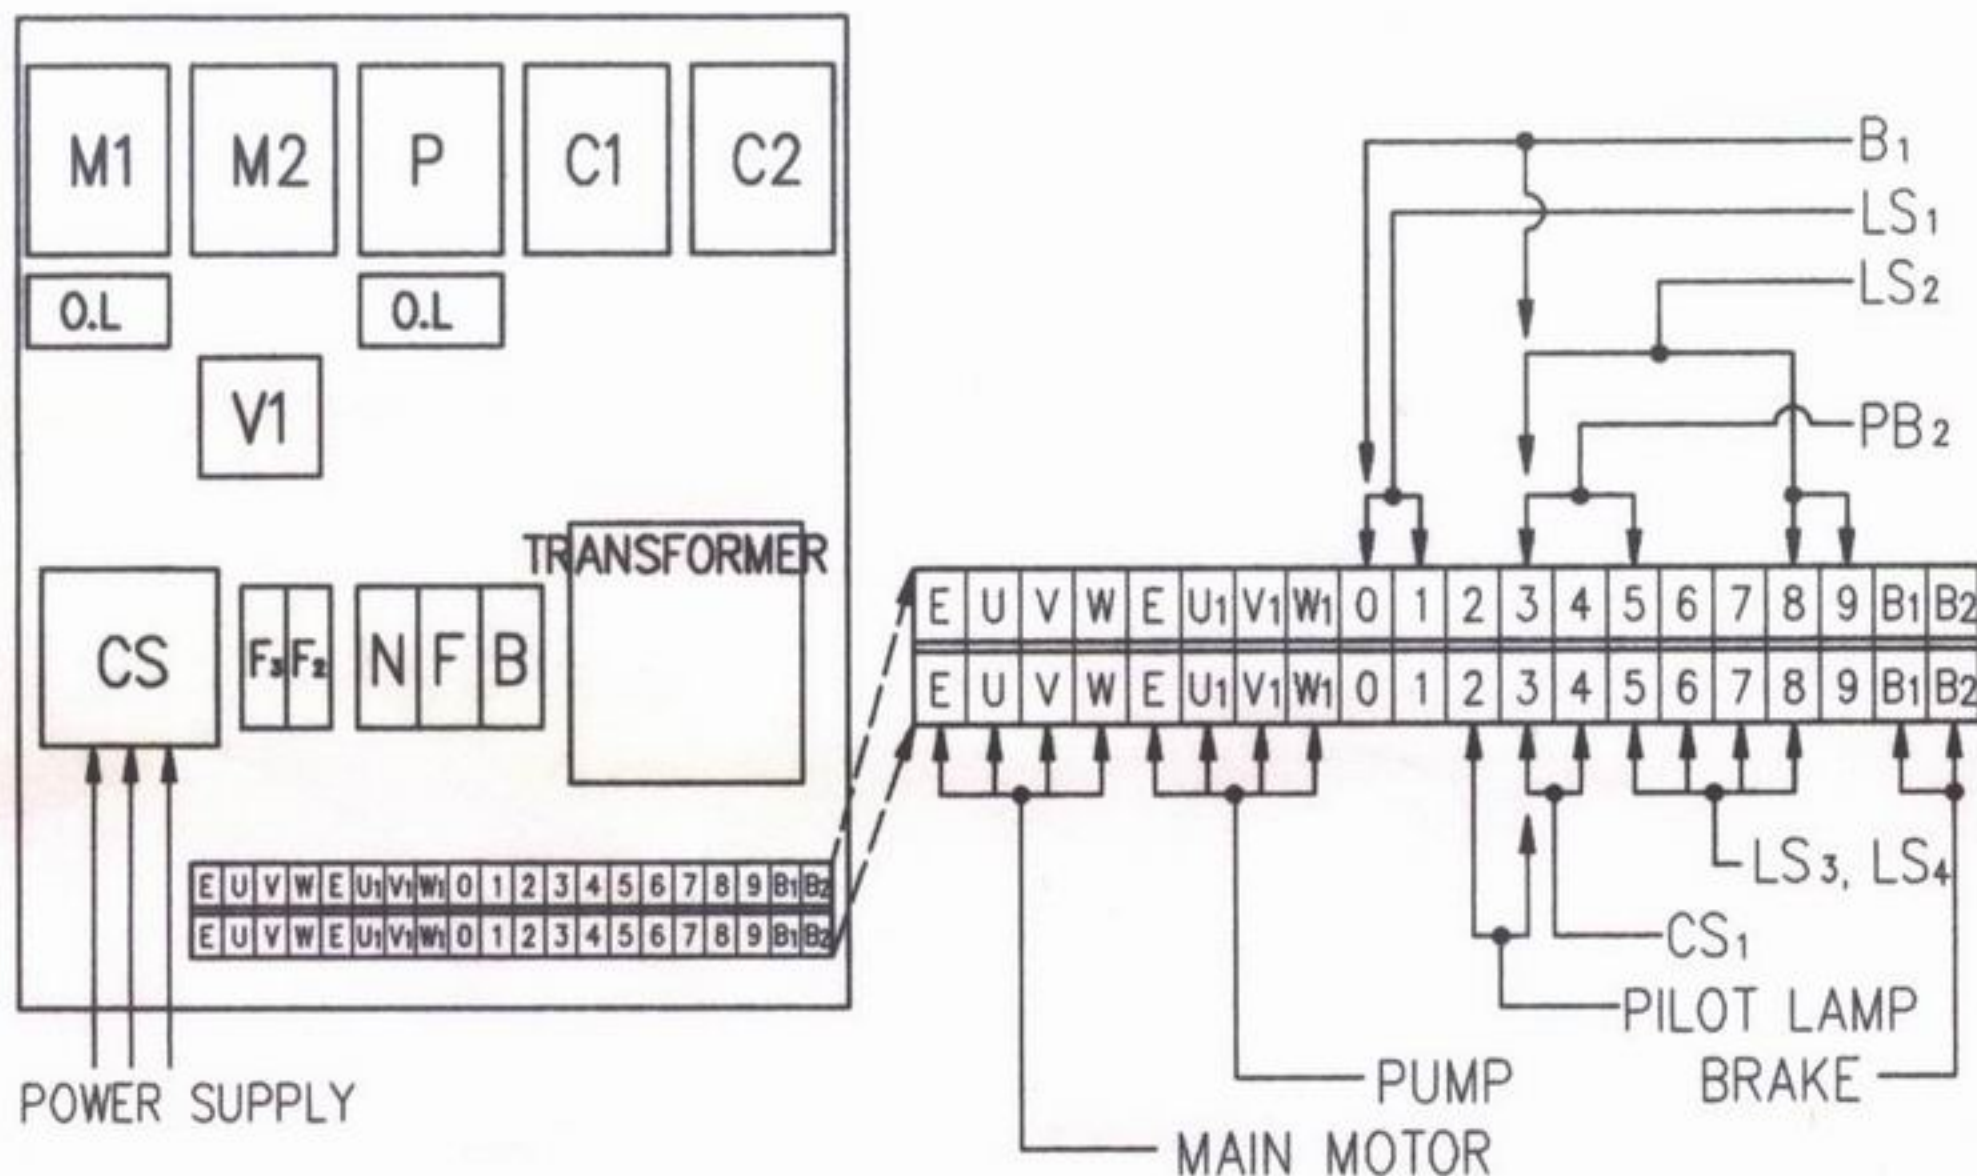 M1 M2 P C1 C2
O.L O.L
V1
TRANSFORMER
CS F3 F2 N F B
E U V W E U1 V1 W1 0 1 2 3 4 5 6 7 8 9 B1 B2
E U V W E U1 V1 W1 0 1 2 3 4 5 6 7 8 9 B1 B2
POWER SUPPLY
B1
LS1
LS2
PB2
E U V W E U1 V1 W1 0 1 2 3 4 5 6 7 8 9 B1 B2
E U V W E U1 V1 W1 0 1 2 3 4 5 6 7 8 9 B1 B2
LS3, LS4
CS1
PILOT LAMP
PUMP
BRAKE
MAIN MOTOR